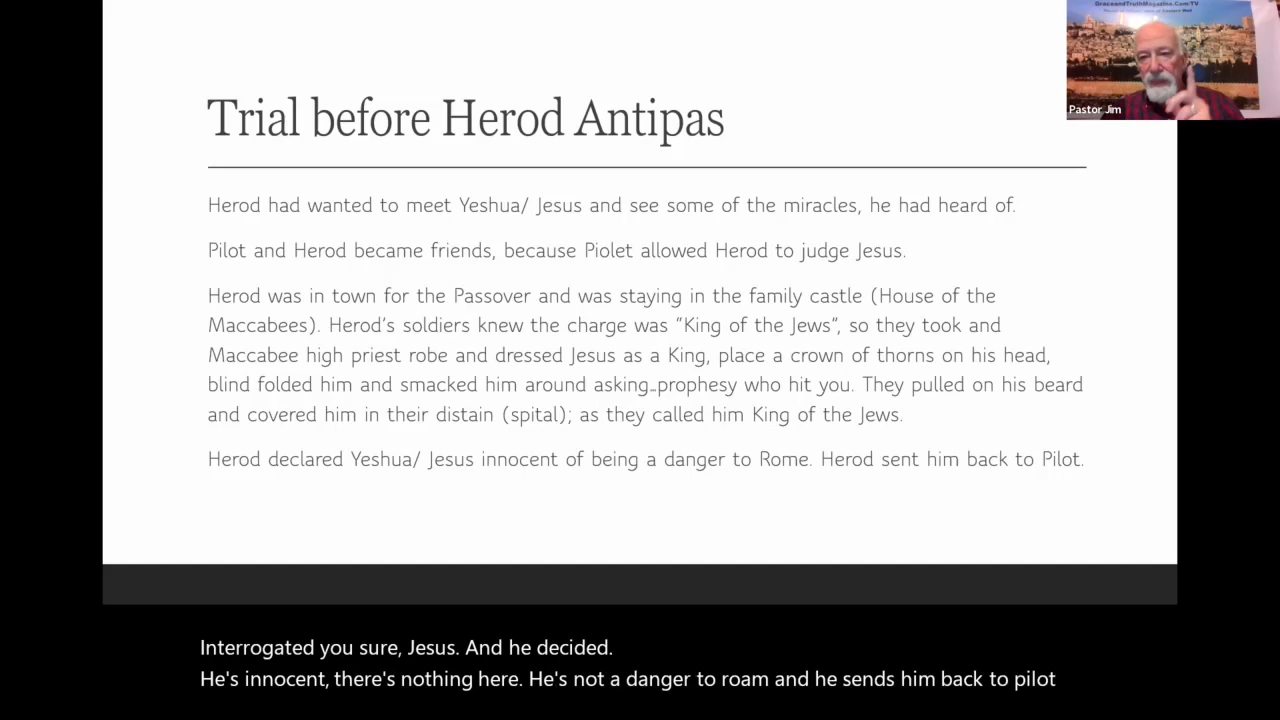 GraceandTruthMagazine.Com/TV
Pastor Jim
Trial before Herod Antipas
Herod had wanted to meet Yeshua/ Jesus and see some of the miracles, he had heard of.
Pilot and Herod became friends, because Piolet allowed Herod to judge Jesus.
Herod was in town for the Passover and was staying in the family castle (House of the
Maccabees). Herod’s soldiers knew the charge was “King of the Jews”, so they took and
Maccabee high priest robe and dressed Jesus as a King, place a crown of thorns on his head,
blind folded him and smacked him around asking…prophesy who hit you. They pulled on his beard
and covered him in their distain (spital); as they called him King of the Jews.
Herod declared Yeshua/ Jesus innocent of being a danger to Rome. Herod sent him back to Pilot.
Interrogated you sure, Jesus. And he decided.
He's innocent, there's nothing here. He's not a danger to roam and he sends him back to pilot